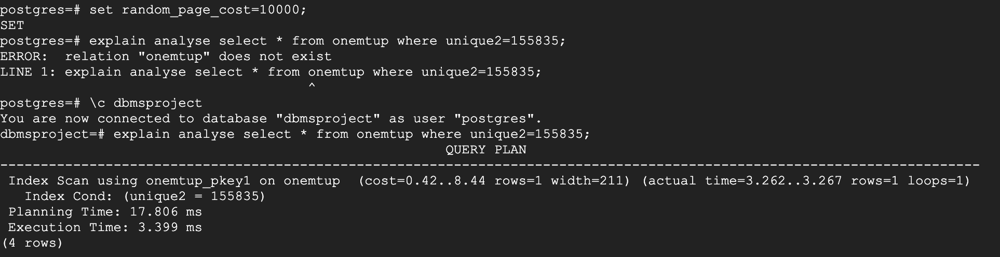 postgres=# set random_page_cost=10000;
SET
postgres=# explain analyse select * from onemtup where unique2=155835;
ERROR:  relation "onemtup" does not exist
LINE 1: explain analyse select * from onemtup where unique2=155835;
                                      ^
postgres=# \c dbmsproject
You are now connected to database "dbmsproject" as user "postgres".
dbmsproject=# explain analyse select * from onemtup where unique2=155835;
                                                       QUERY PLAN
-------------------------------------------------------------------------------------------------------------------------
 Index Scan using onemtup_pkey1 on onemtup  (cost=0.42..8.44 rows=1 width=211) (actual time=3.262..3.267 rows=1 loops=1)
   Index Cond: (unique2 = 155835)
 Planning Time: 17.806 ms
 Execution Time: 3.399 ms
(4 rows)